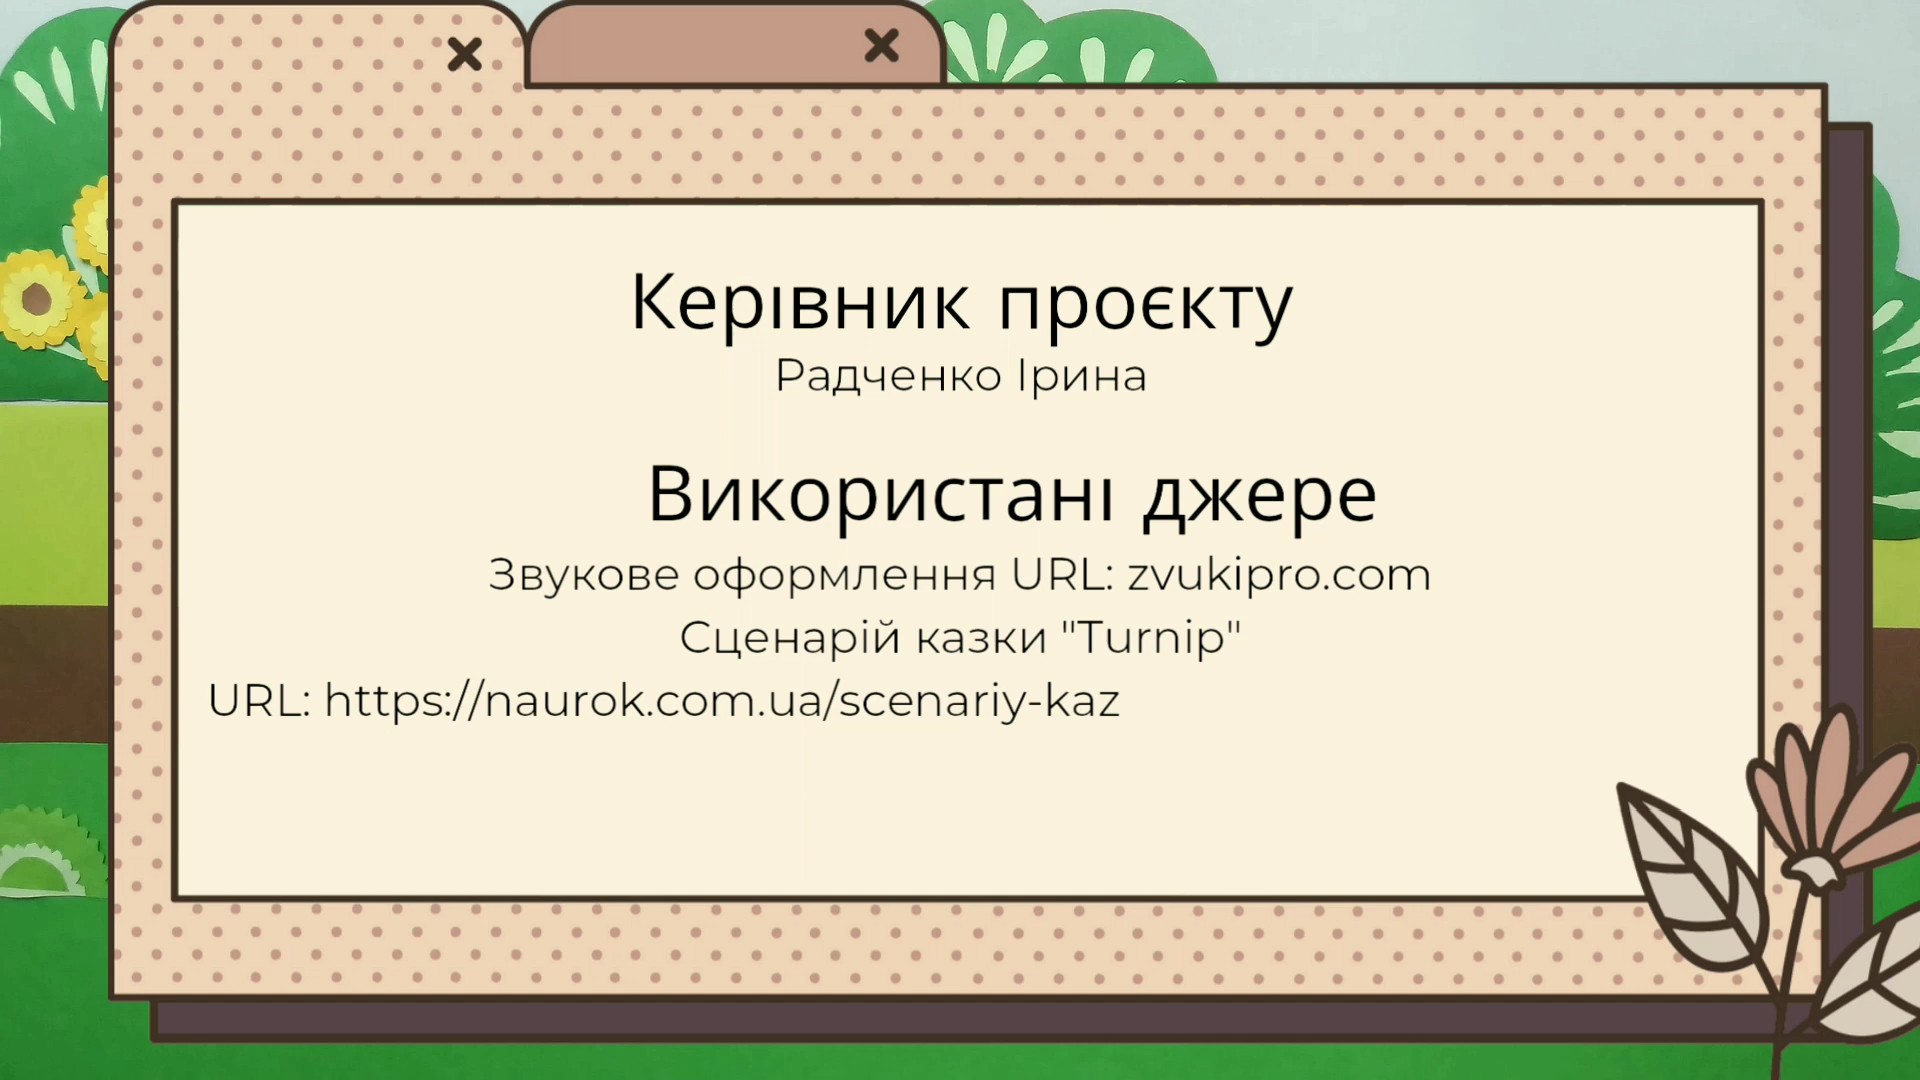 Керівник проєкту
Радченко Ірина
Використані джере
Звукове оформлення URL: zvukipro.com
Сценарій казки "Turnip"
URL: https://naurok.com.ua/scenariy-kaz